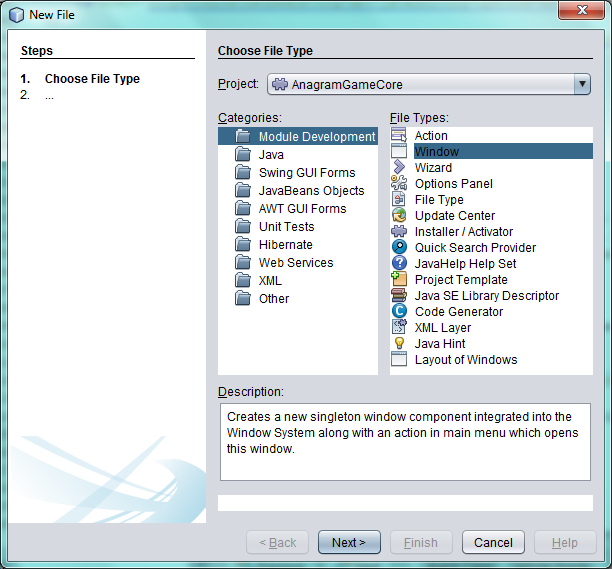 New File
Steps
1. Choose File Type
2. ...
Choose File Type
Project: AnagramGameCore
Categories:
Module Development
Java
Swing GUI Forms
JavaBeans Objects
AWT GUI Forms
Unit Tests
Hibernate
Web Services
XML
Other
File Types:
Action
Window
Wizard
Options Panel
File Type
Update Center
Installer / Activator
Quick Search Provider
JavaHelp Help Set
Project Template
Java SE Library Descriptor
Code Generator
XML Layer
Java Hint
Layout of Windows
Description:
Creates a new singleton window component integrated into the
Window System along with an action in main menu which opens
this window.
< Back Next > Finish Cancel Help